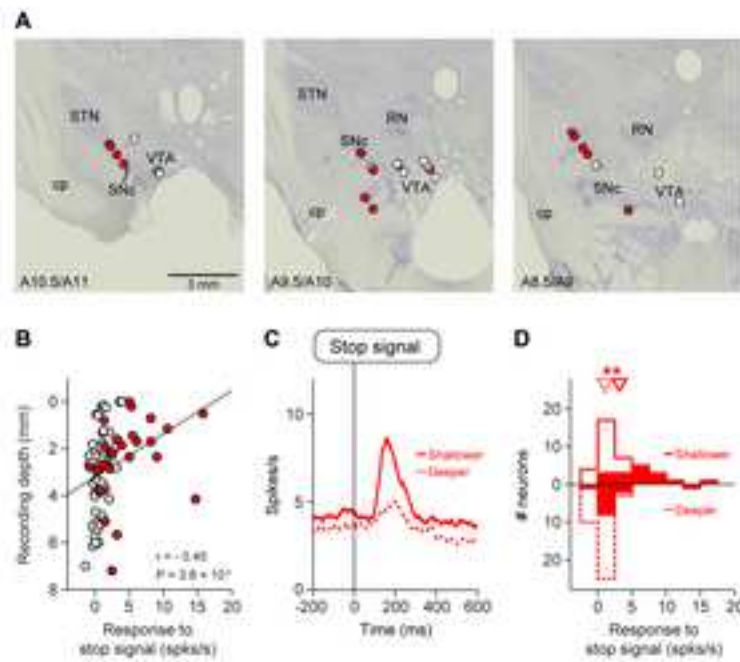 A
STN
VTA
SNc
cp
A10.5/A11
3 mm
STN
RN
SNc
VTA
cp
A9.5/A10
RN
SNc
VTA
cp
B
Recording depth (mm)
0
2
4
6
8
0
5
10
15
20
Response to
stop signal (spks/s)
C
Stop signal
Spikes/s
10
5
0
Shallower
Deeper
-200
0
200
400
600
Time (ms)
D
**
# neurons
20
10
0
10
20
Shallower
Deeper
0
5
10
15
20
Response to
stop signal (spks/s)